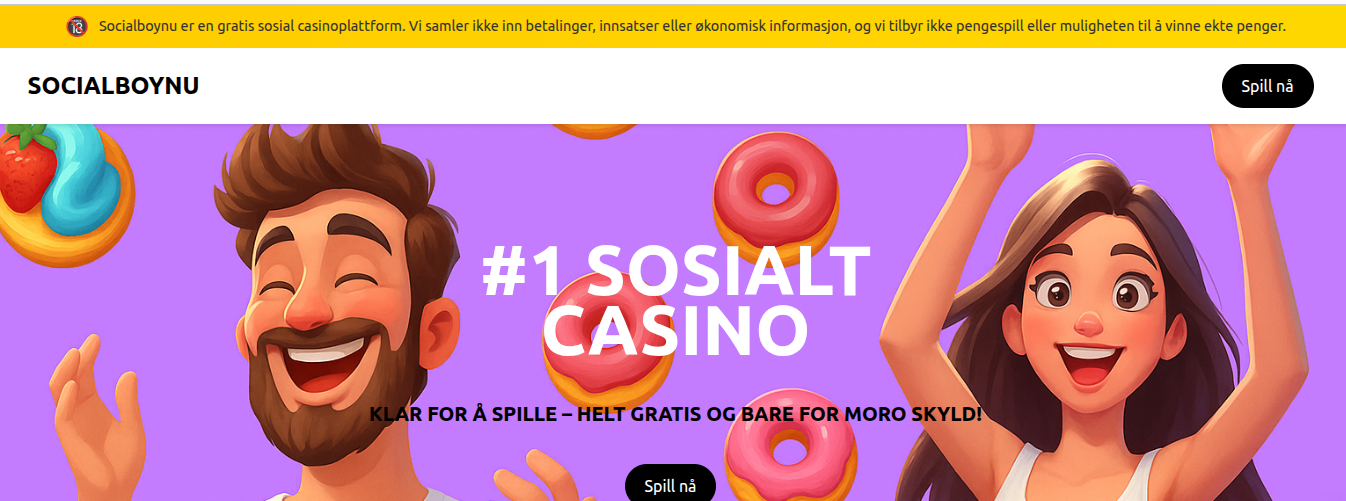 18
Socialboynu er en gratis sosial casinoplattform. Vi samler ikke inn betalinger, innsatser eller økonomisk informasjon, og vi tilbyr ikke pengespill eller muligheten til å vinne ekte penger.
SOCIALBOYNU
Spill nå
#1 SOSIALT
CASINO
KLAR FOR Å SPILLE – HELT GRATIS OG BARE FOR MORO SKYLD!
Spill nå